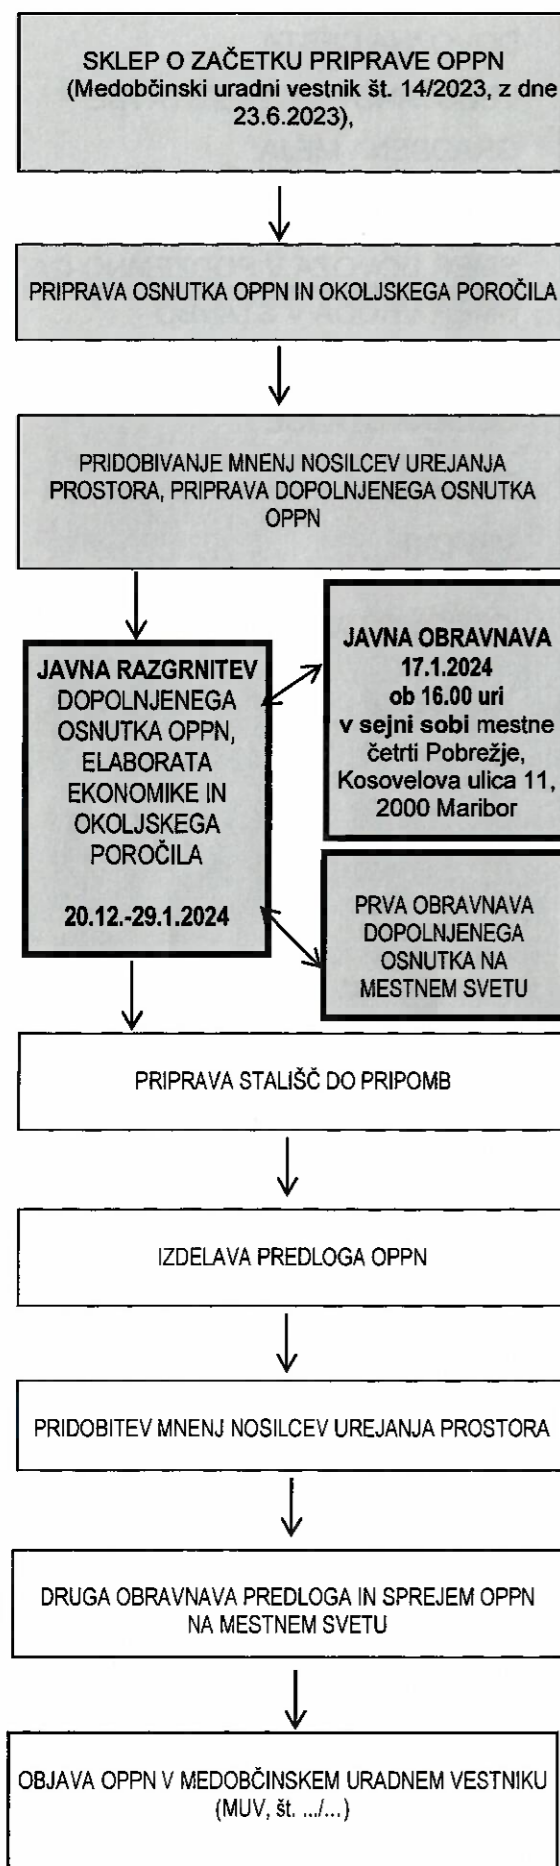 SKLEP O ZAČETKU PRIPRAVE OPPN
(Medobčinski uradni vestnik št. 14/2023, z dne
23.6.2023),
PRIPRAVA OSNUTKA OPPN IN OKOLJSKEGA POROČILA
PRIDOBIVANJE MNENJ NOSILCEV UREJANJA
PROSTORA, PRIPRAVA DOPOLNJENEGA OSNUTKA
OPPN
JAVNA RAZGRNITEV
DOPOLNJENEGA
OSNUTKA OPPN,
ELABORATA
EKONOMIKE IN
OKOLJSKEGA
POROČILA
20.12.-29.1.2024
JAVNA OBRAVNAVA
17.1.2024
ob 16.00 uri
v sejni sobi mestne
četrti Pobrežje,
Kosovelova ulica 11,
2000 Maribor
PRVA OBRAVNAVA
DOPOLNJENEGA
OSNUTKA NA
MESTNEM SVETU
PRIPRAVA STALIŠČ DO PRIPOMB
IZDELAVA PREDLOGA OPPN
PRIDOBITEV MNENJ NOSILCEV UREJANJA PROSTORA
DRUGA OBRAVNAVA PREDLOGA IN SPREJEM OPPN
NA MESTNEM SVETU
OBJAVA OPPN V MEDOBČINSKEM URADNEM VESTNIKU
(MUV, št. .../...)